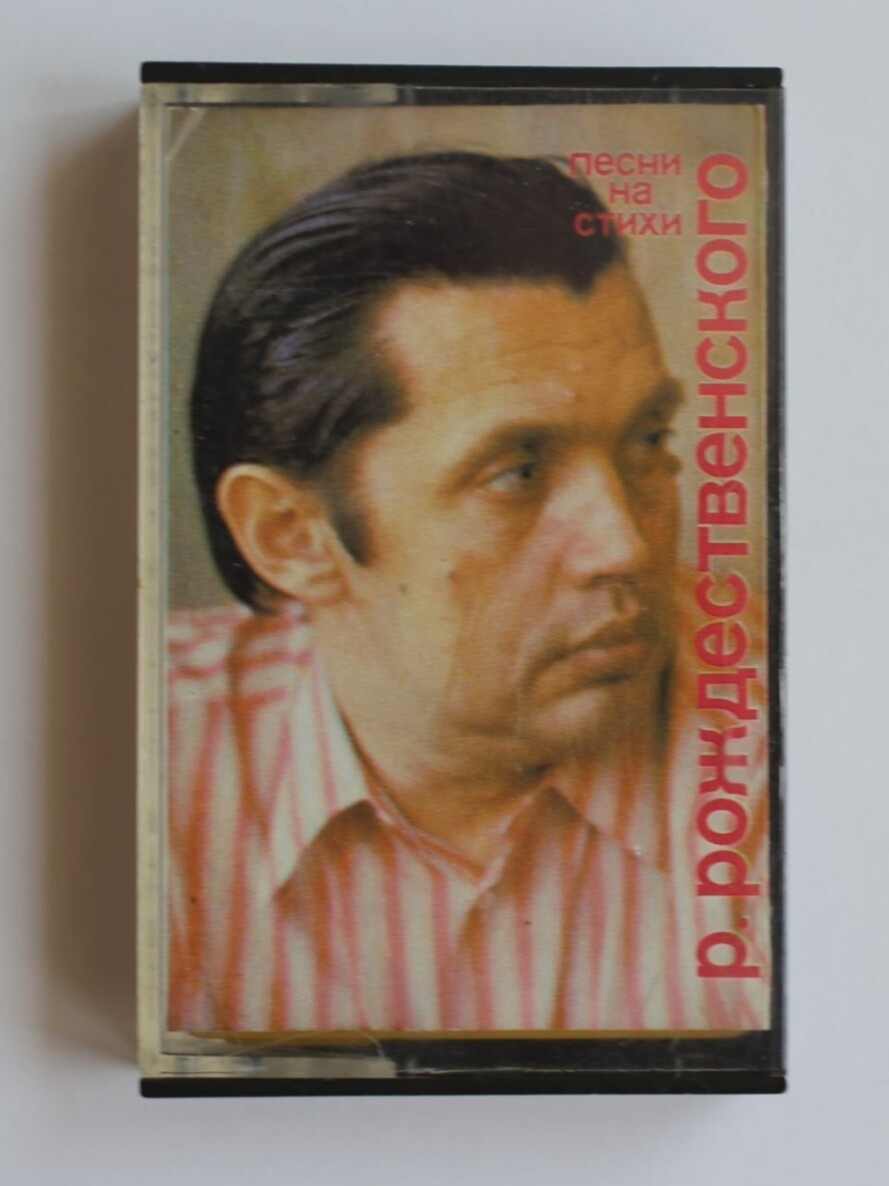 песни
на
стихи
р. рождественского